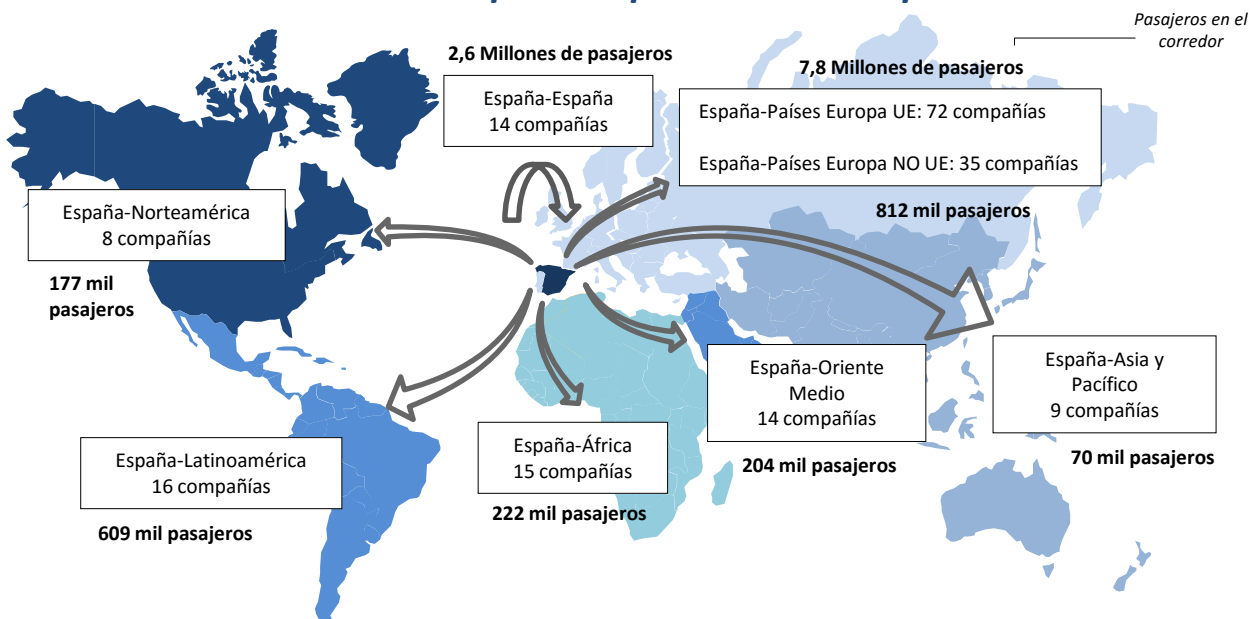 Pasajeros en el
corredor
2,6 Millones de pasajeros
España-España
14 compañías
7,8 Millones de pasajeros
España-Países Europa UE: 72 compañías
España-Países Europa NO UE: 35 compañías
812 mil pasajeros
España-Norteamérica
8 compañías
177 mil
pasajeros
España-Oriente
Medio
14 compañías
204 mil pasajeros
España-Asia y
Pacífico
9 compañías
70 mil pasajeros
España-África
15 compañías
222 mil pasajeros
España-Latinoamérica
16 compañías
609 mil pasajeros